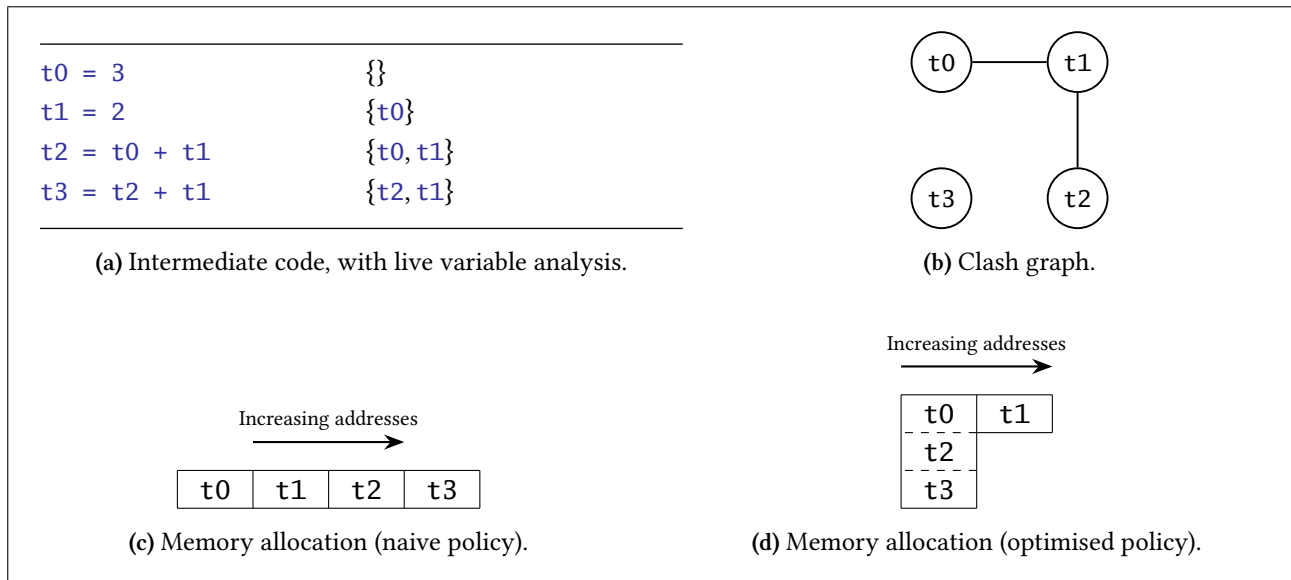 t0 = 3 {}
t1 = 2 {t0}
t2 = t0 + t1 {t0, t1}
t3 = t2 + t1 {t2, t1}
(a) Intermediate code, with live variable analysis.
t0 t1
t3 t2
(b) Clash graph.
Increasing addresses
t0 t1 t2 t3
(c) Memory allocation (naive policy).
Increasing addresses
t0 t1
t2
t3
(d) Memory allocation (optimised policy).